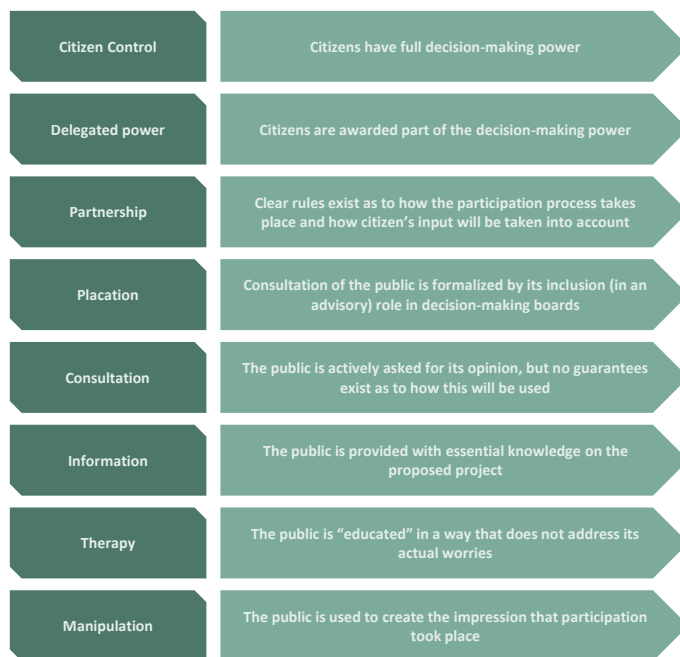 Citizen Control
Citizens have full decision-making power
Delegated power
Citizens are awarded part of the decision-making power
Partnership
Clear rules exist as to how the participation process takes
place and how citizen's input will be taken into account
Placation
Consultation of the public is formalized by its inclusion (in an
advisory) role in decision-making boards
Consultation
The public is actively asked for its opinion, but no guarantees
exist as to how this will be used
Information
The public is provided with essential knowledge on the
proposed project
Therapy
The public is “educated” in a way that does not address its
actual worries
Manipulation
The public is used to create the impression that participation
took place